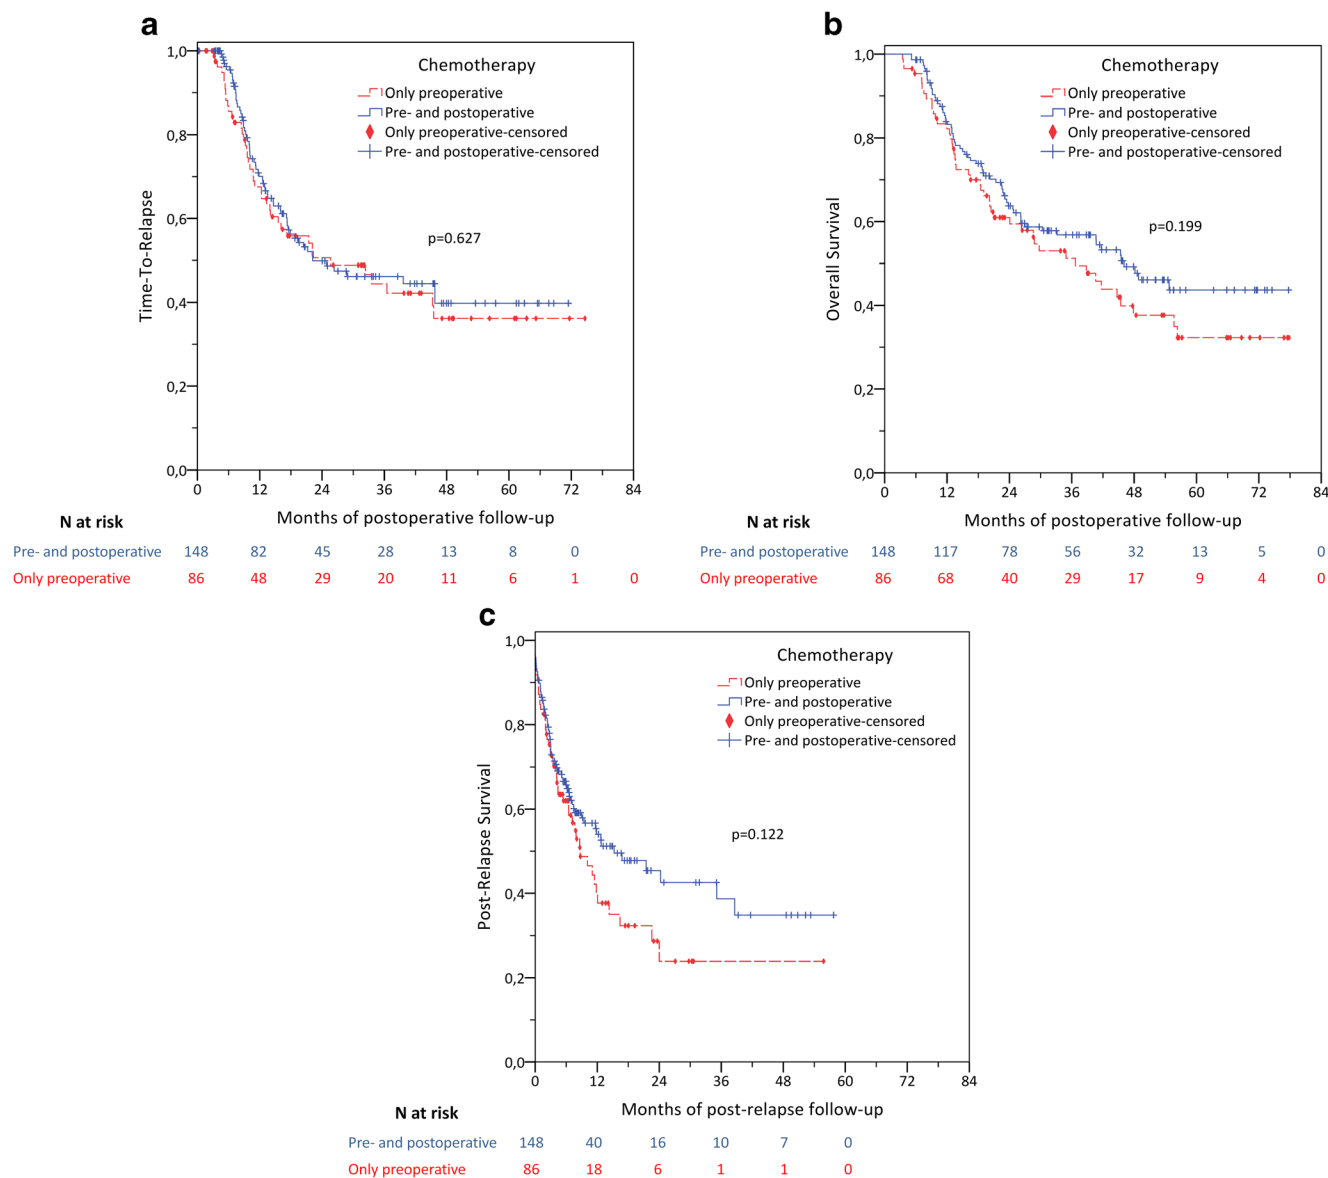 a
1,0
0,8
0,6
0,4
0,2
0,0
Time-To-Relapse
Chemotherapy
Only preoperative
Pre- and postoperative
Only preoperative-censored
Pre- and postoperative-censored
p=0.627
0 12 24 36 48 60 72 84
Months of postoperative follow-up
N at risk
Pre- and postoperative 148 82 45 28 13 8 0
Only preoperative 86 48 29 20 11 6 1 0
b
1,0
0,8
0,6
0,4
0,2
0,0
Overall Survival
Chemotherapy
Only preoperative
Pre- and postoperative
Only preoperative-censored
Pre- and postoperative-censored
p=0.199
0 12 24 36 48 60 72 84
Months of postoperative follow-up
N at risk
Pre- and postoperative 148 117 78 56 32 13 5 0
Only preoperative 86 68 40 29 17 9 4 0
c
1,0
0,8
0,6
0,4
0,2
0,0
Post-Relapse Survival
Chemotherapy
Only preoperative
Pre- and postoperative
Only preoperative-censored
Pre- and postoperative-censored
p=0.122
0 12 24 36 48 60 72 84
Months of post-relapse follow-up
N at risk
Pre- and postoperative 148 40 16 10 7 0
Only preoperative 86 18 6 1 1 0